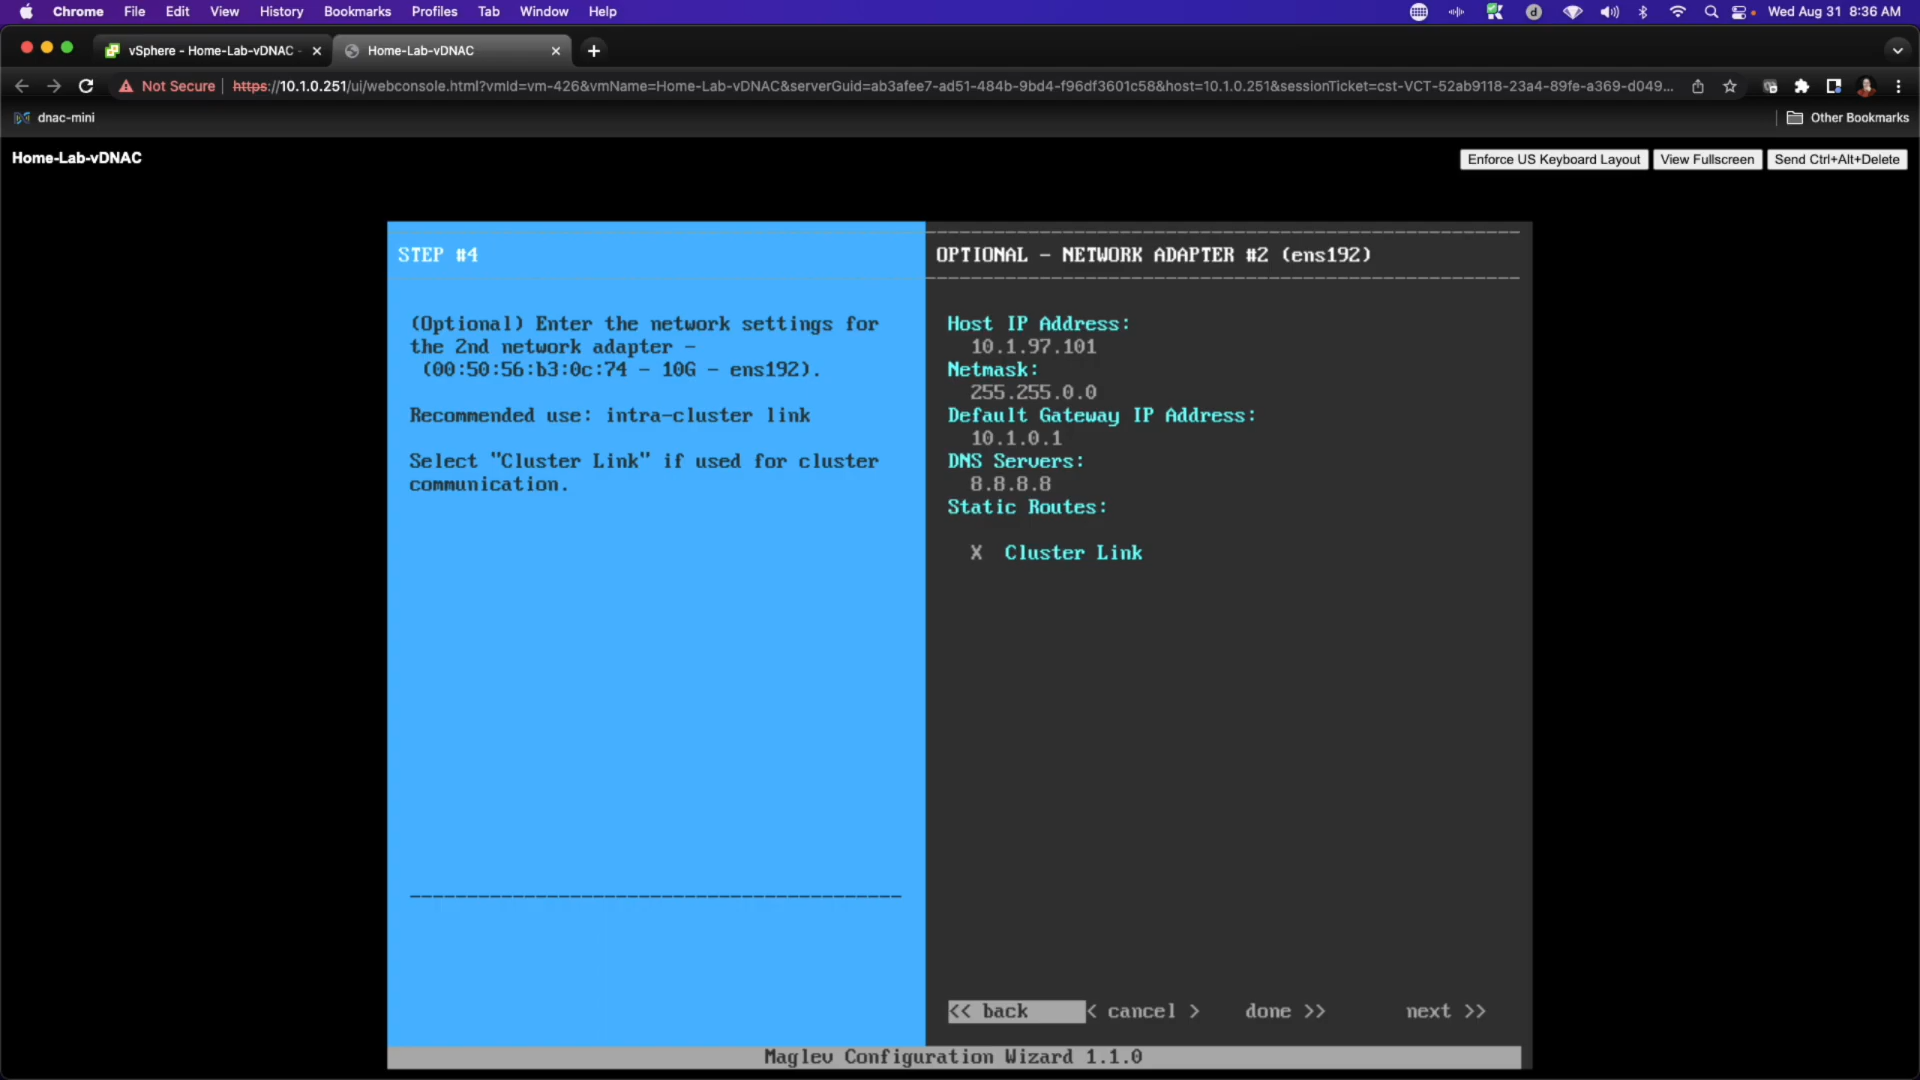 Chrome File Edit View History Bookmarks Profiles Tab Window Help
Wed Aug 31 8:36 AM
vSphere - Home-Lab-vDNAC -
Home-Lab-vDNAC
Not Secure | https://10.1.0.251/ui/webconsole.html?vmId=vm-426&vmName=Home-Lab-vDNAC&serverGuid=ab3afee7-ad51-484b-9bd4-f96df3601c58&host=10.1.0.251&sessionTicket=cst-VCT-52ab9118-23a4-89fe-a369-d049...
dnac-mini
Other Bookmarks
Home-Lab-vDNAC
Enforce US Keyboard Layout View Fullscreen Send Ctrl+Alt+Delete
STEP #4
(Optional) Enter the network settings for
the 2nd network adapter -
(00:50:56:b3:0c:74 - 10G - ens192).
Recommended use: intra-cluster link
Select "Cluster Link" if used for cluster
communication.
OPTIONAL - NETWORK ADAPTER #2 (ens192)
Host IP Address:
10.1.97.101
Netmask:
255.255.0.0
Default Gateway IP Address:
10.1.0.1
DNS Servers:
8.8.8.8
Static Routes:
X Cluster Link
<< back < cancel > done >> next >>
Maglev Configuration Wizard 1.1.0